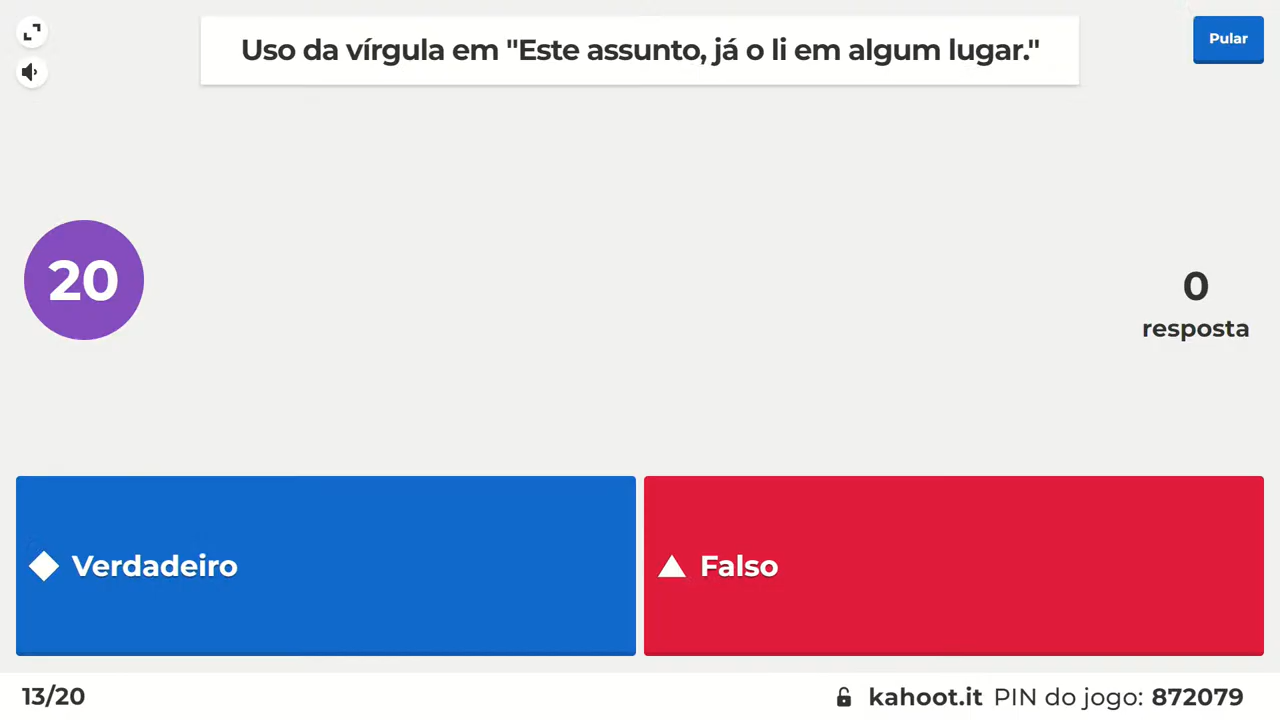 Uso da vírgula em "Este assunto, já o li em algum lugar."
Pular
20
0
resposta
Verdadeiro
Falso
13/20
kahoot.it PIN do jogo: 872079